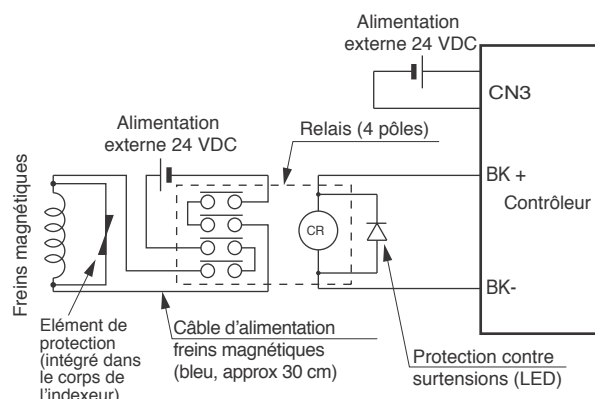 Alimentation
externe 24 VDC
CN3
Alimentation
externe 24 VDC
Relais (4 pôles)
BK +
Contrôleur
Freins magnétiques
CR
BK-
Elément de
protection
(intégré dans
le corps de
l'indexeur)
Câble d'alimentation
freins magnétiques
(bleu, approx 30 cm)
Protection contre
surtensions (LED)